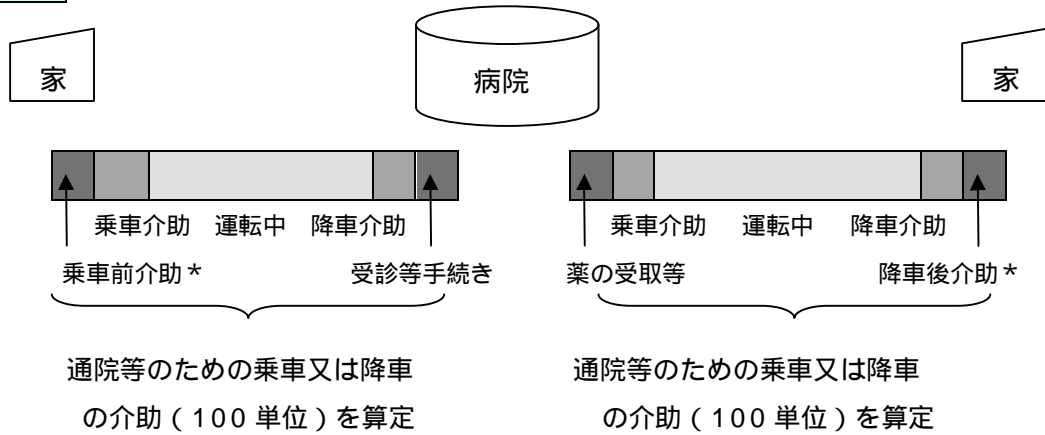 家
病院
家
乗車介助 運転中 降車介助
乗車介助 運転中 降車介助
乗車前介助* 受診等手続き
薬の受取等 降車後介助*
通院等のための乗車又は降車
の介助(100単位)を算定
通院等のための乗車又は降車
の介助(100単位)を算定